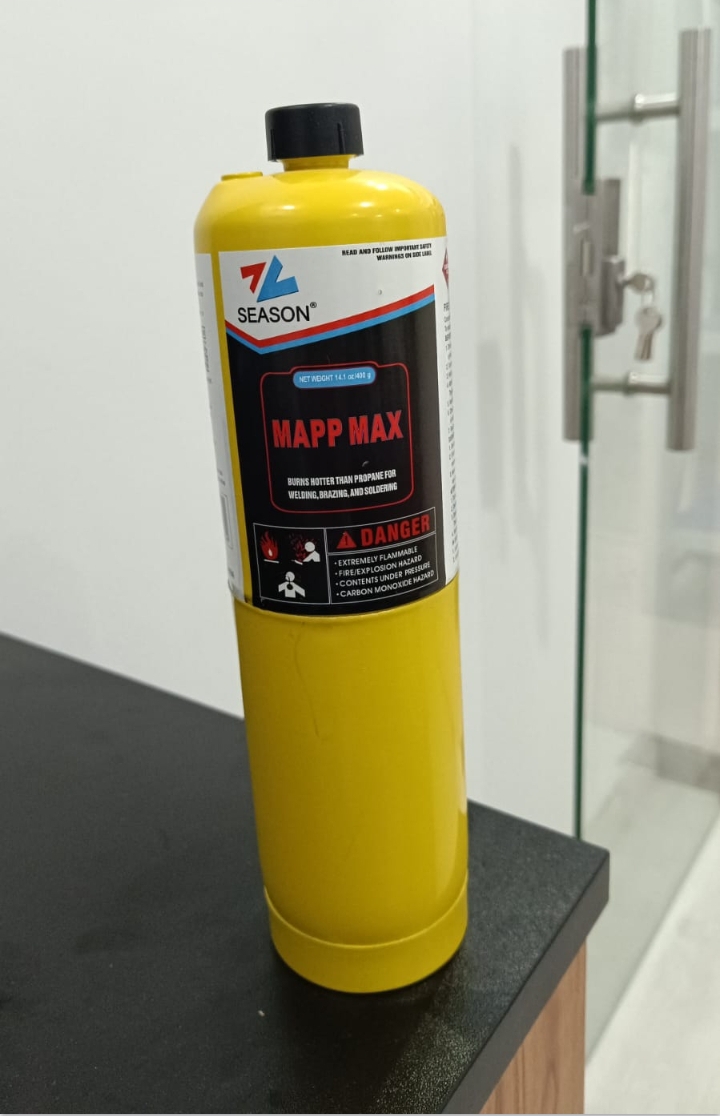 READ AND FOLLOW IMPORTANT SAFETY
WARNINGS ON SIDE LABEL
SEASON®
NET WEIGHT 14.1 oz/400 g
MAPP MAX
BURNS HOTTER THAN PROPANE FOR
WELDING, BRAZING, AND SOLDERING
DANGER
• EXTREMELY FLAMMABLE
• FIRE/EXPLOSION HAZARD
• CONTENTS UNDER PRESSURE
• CARBON MONOXIDE HAZARD